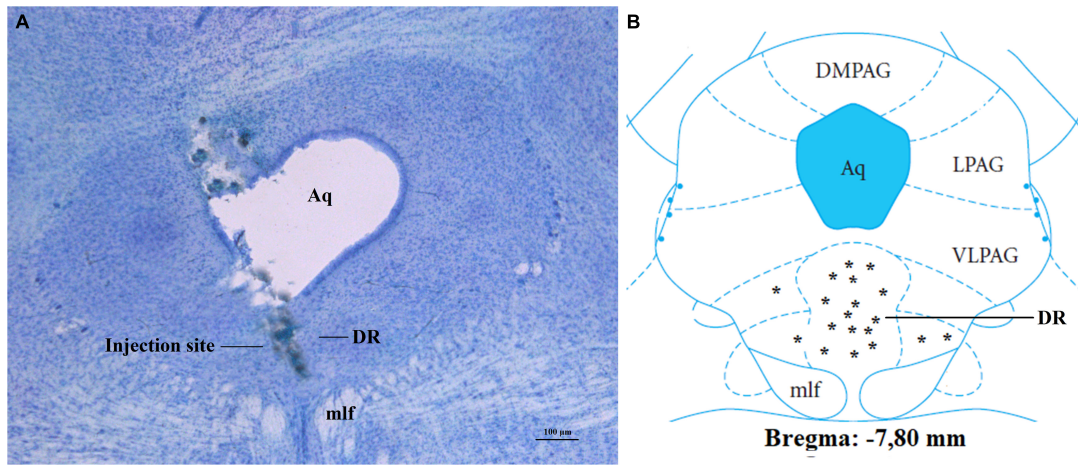 A
Aq
Injection site
DR
mlf
100 µm
B
DMPAG
Aq
LPAG
VLPAG
* * *
* *
* *
* *
*
* *
* * *
* * *
* *
*
DR
mlf
Bregma: -7,80 mm